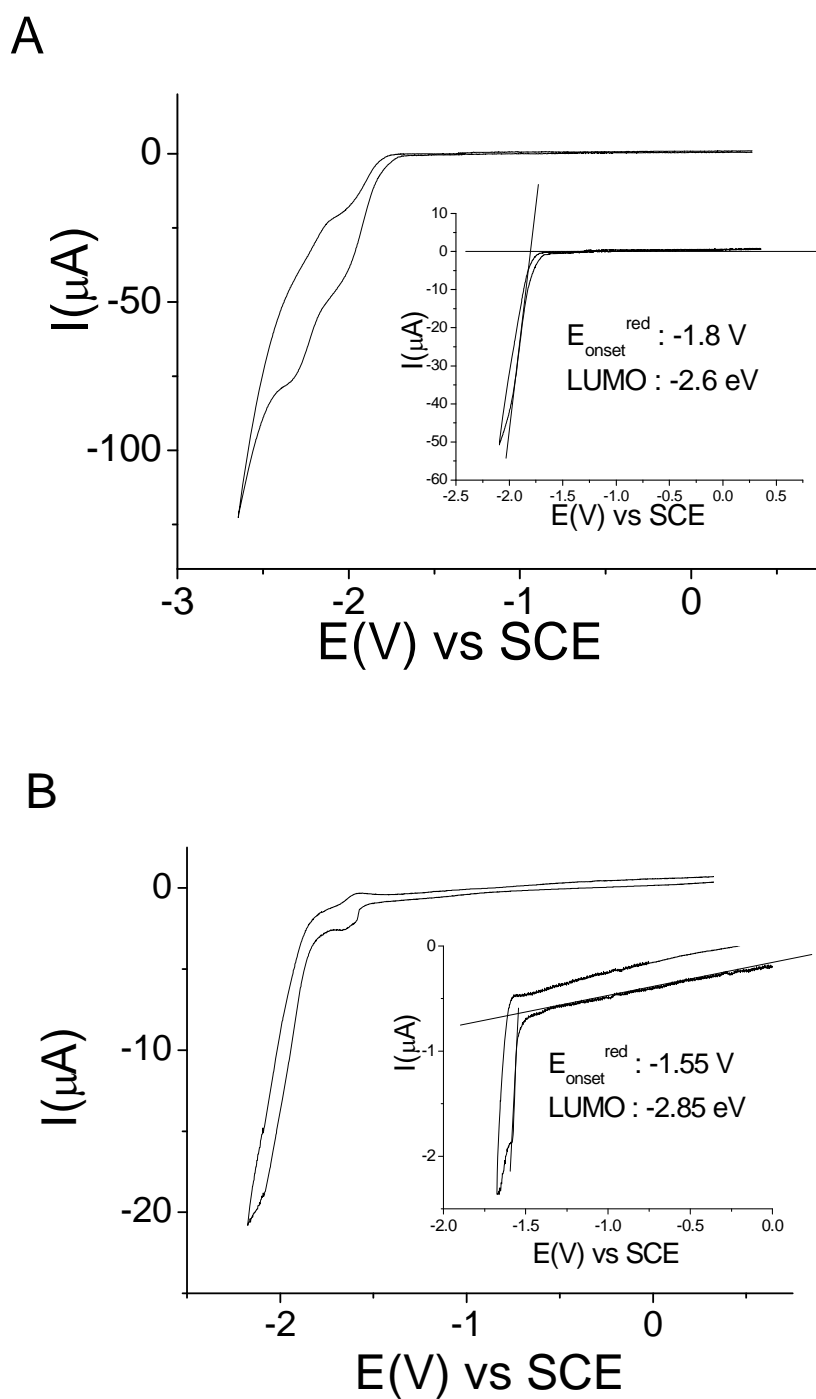 A
0
-50
-100
I(μA)
-3
-2
-1
0
E(V) vs SCE
10
0
-10
-20
-30
-40
-50
-60
I(μA)
-2.5
-2.0
-1.5
-1.0
-0.5
0.0
0.5
E(V) vs SCE
E onset red : -1.8 V
LUMO : -2.6 eV
B
0
-10
-20
I(μA)
-2
-1
0
E(V) vs SCE
0
-1
-2
I(μA)
-2.0
-1.5
-1.0
-0.5
0.0
E(V) vs SCE
E onset red : -1.55 V
LUMO : -2.85 eV